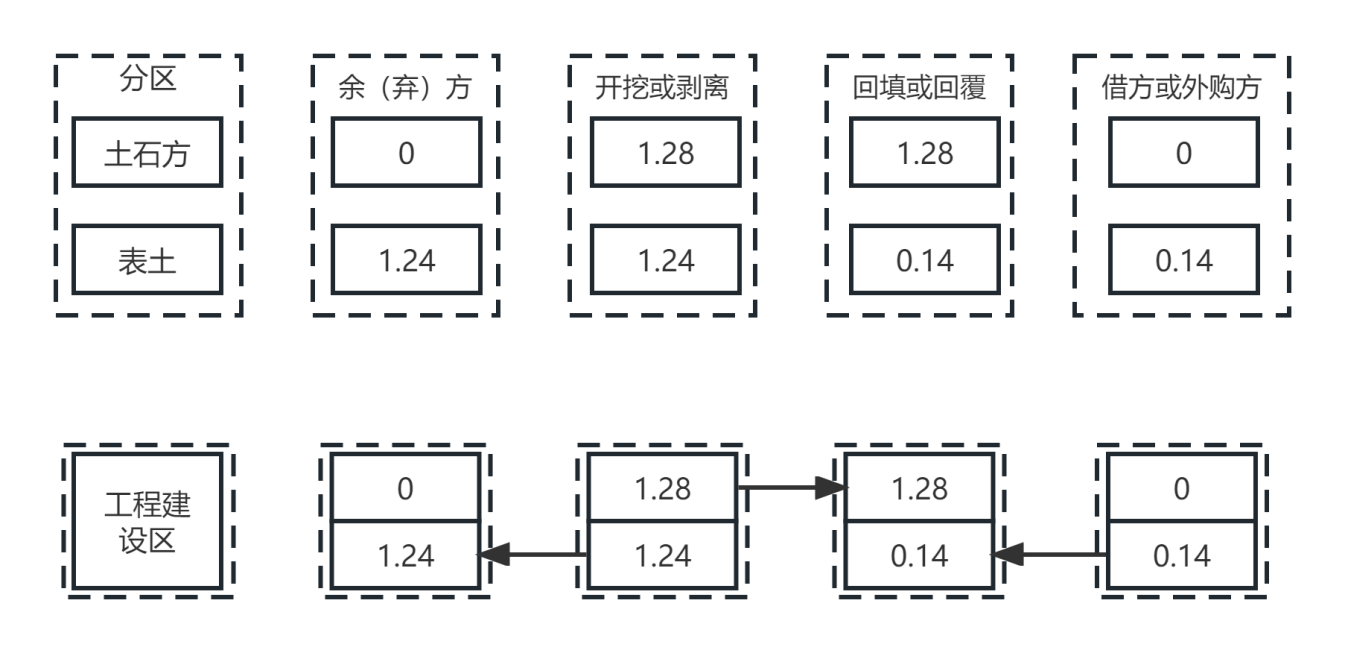 分区
余（弃）方
开挖或剥离
回填或回覆
借方或外购方
土石方
0
1.28
1.28
0
表土
1.24
1.24
0.14
0.14
工程建
设区
0
1.28
1.28
0
1.24
1.24
0.14
0.14